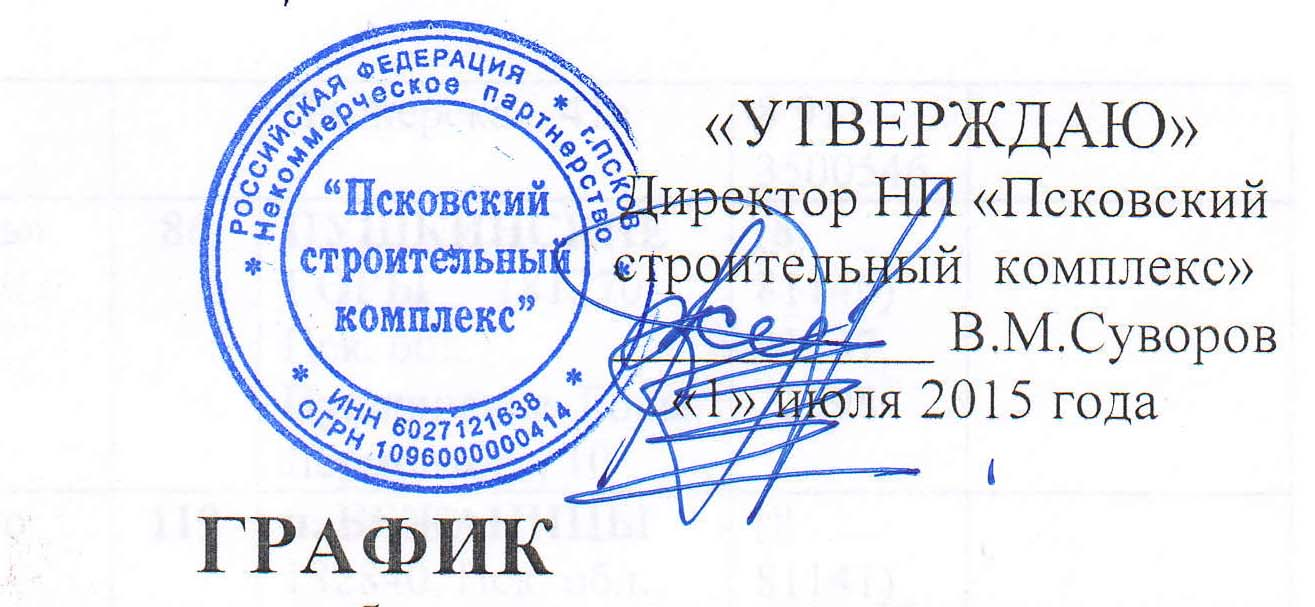 РОССИЙСКАЯ ФЕДЕРАЦИЯ * г.ПСКОВ *
Некоммерческое партнерство
“Псковский
строительный
комплекс”
* ИНН 6027121638 *
ОГРН 1096000000414
«УТВЕРЖДАЮ»
Директор НП «Псковский
строительный комплекс»
____________ В.М.Суворов
«1» июля 2015 года
ГРАФИК